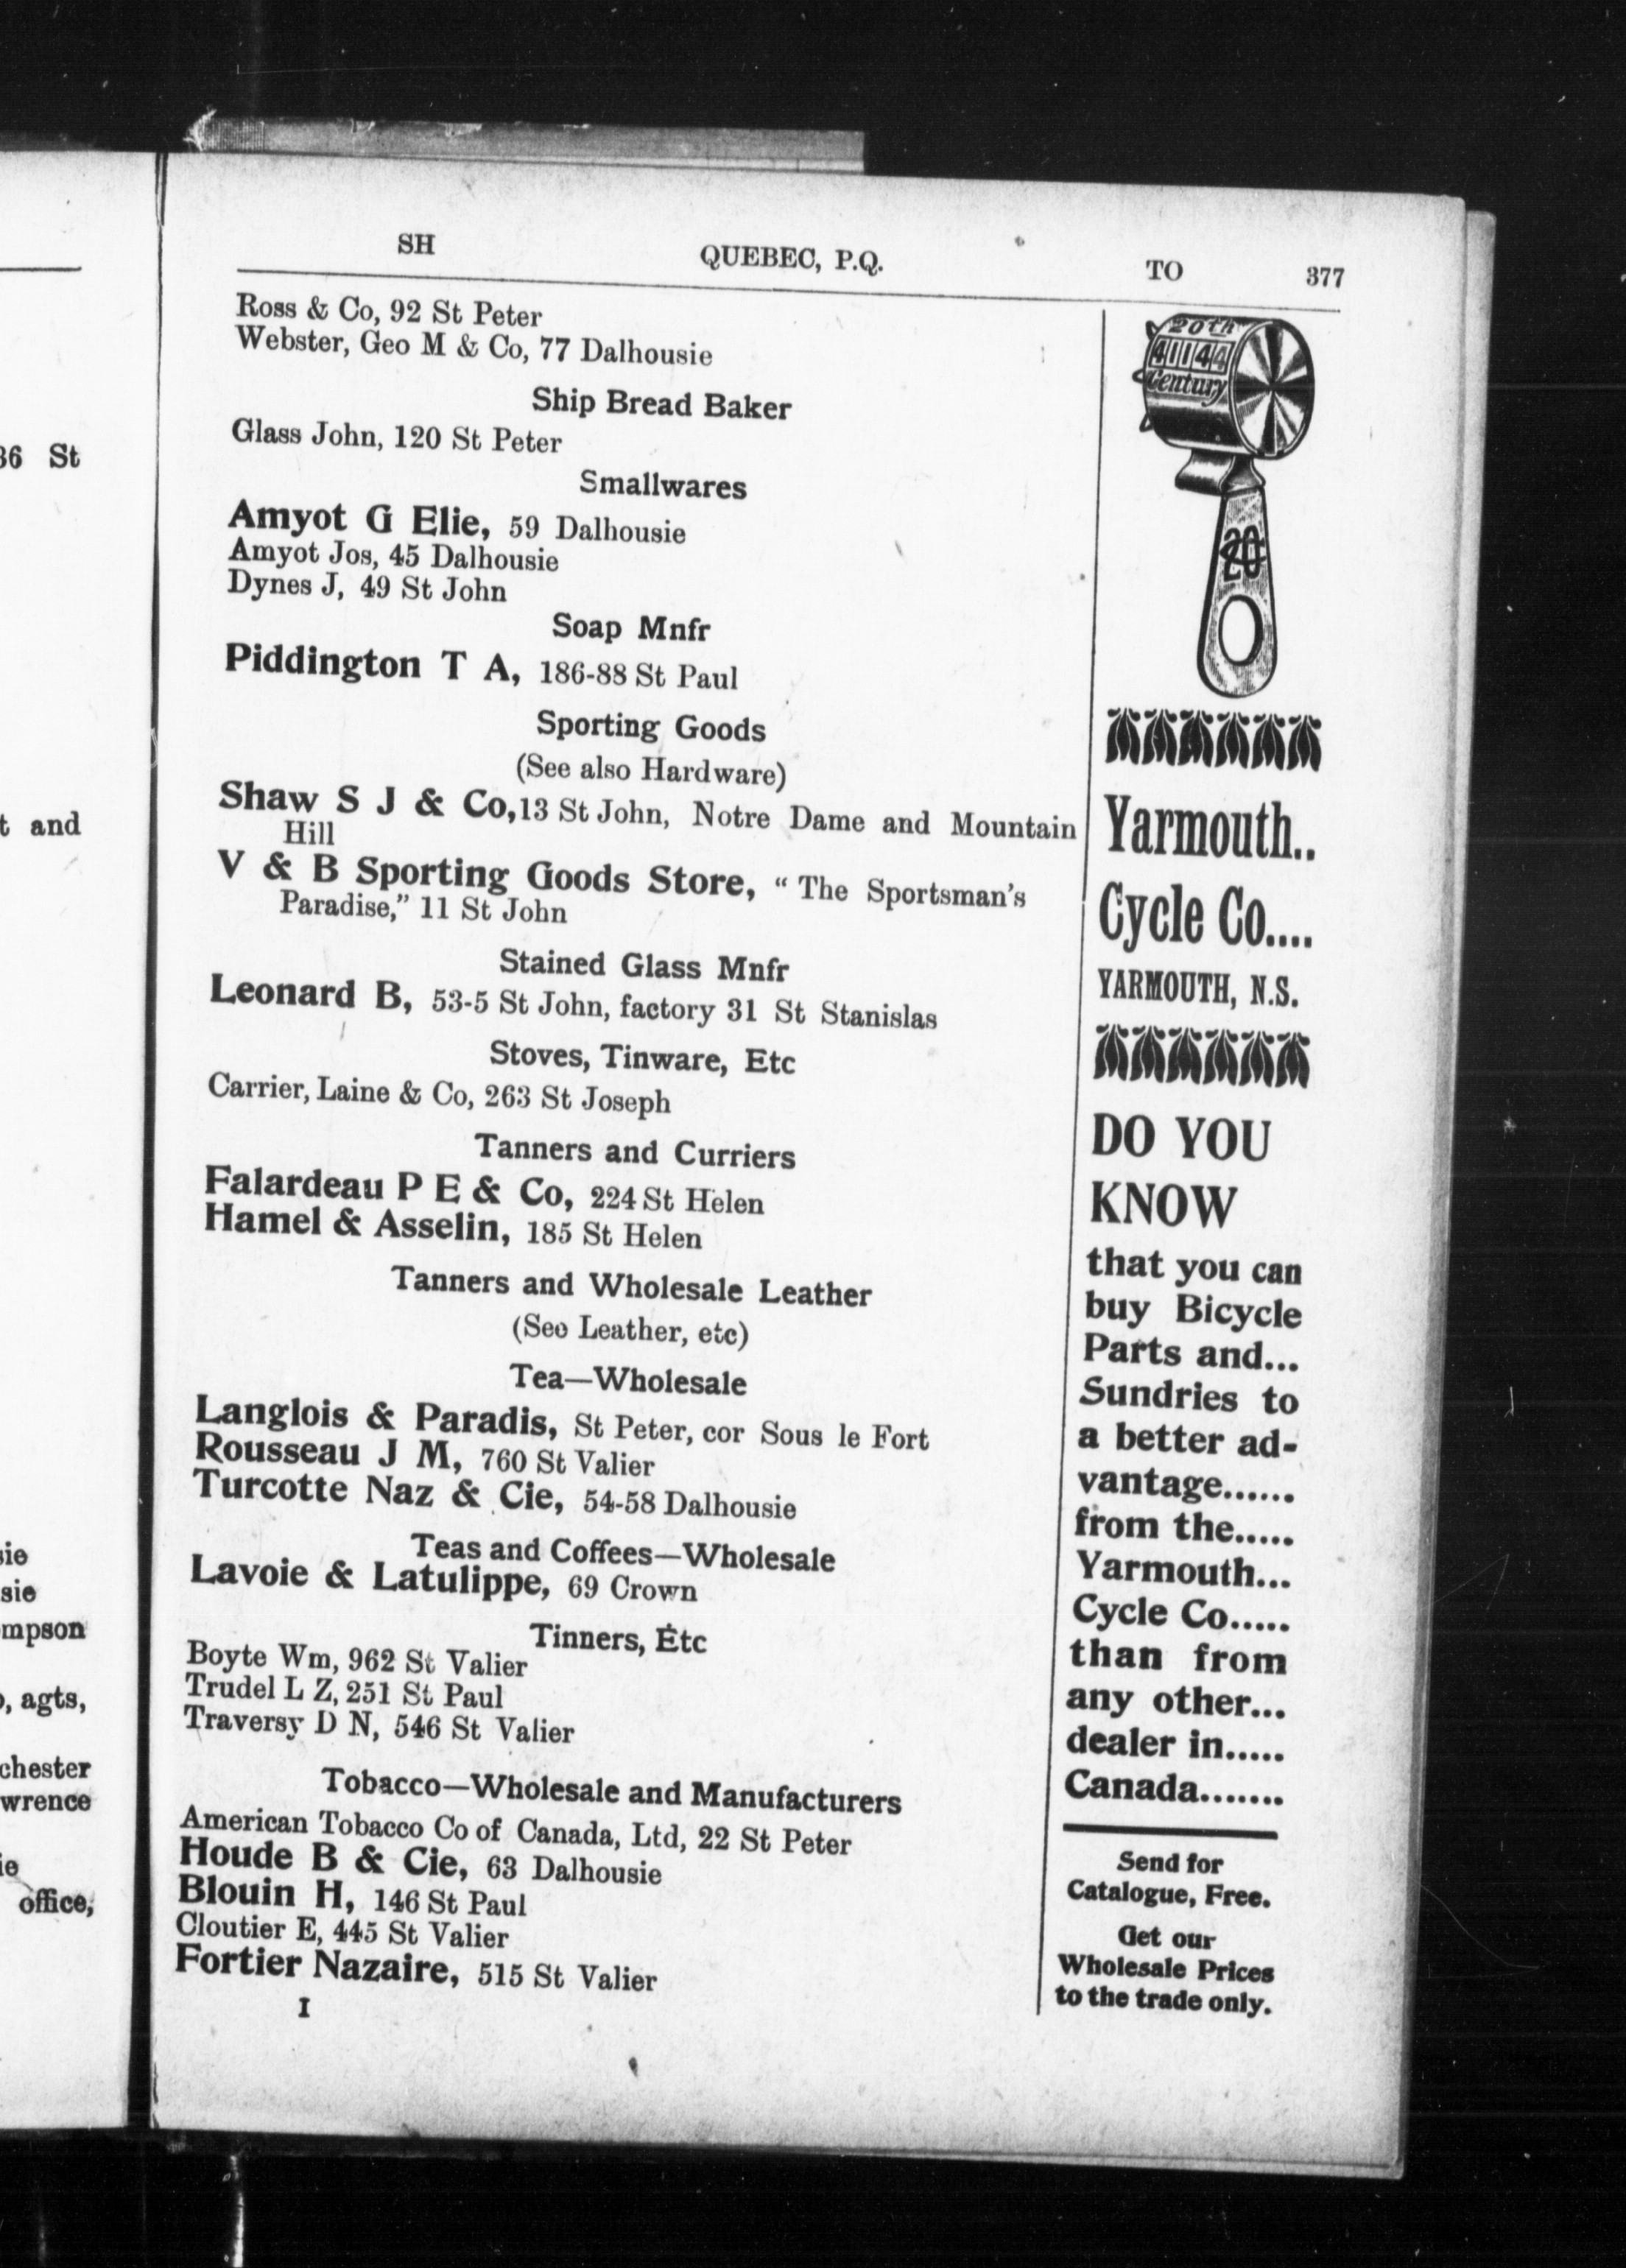 36 St
t and
sie
sie
mpson
, agts,
chester
wrence
ie
office,
SH QUEBEC, P.Q. TO 377
Ross & Co, 92 St Peter
Webster, Geo M & Co, 77 Dalhousie
Ship Bread Baker
Glass John, 120 St Peter
Smallwares
Amyot G Elie, 59 Dalhousie
Amyot Jos, 45 Dalhousie
Dynes J, 49 St John
Soap Mnfr
Piddington T A, 186-88 St Paul
Sporting Goods
(See also Hardware)
Shaw S J & Co,13 St John, Notre Dame and Mountain
Hill
V & B Sporting Goods Store, “ The Sportsman's
Paradise,” 11 St John
Stained Glass Mnfr
Leonard B, 53-5 St John, factory 31 St Stanislas
Stoves, Tinware, Etc
Carrier, Laine & Co, 263 St Joseph
Tanners and Curriers
Falardeau P E & Co, 224 St Helen
Hamel & Asselin, 185 St Helen
Tanners and Wholesale Leather
(See Leather, etc)
Tea—Wholesale
Langlois & Paradis, St Peter, cor Sous le Fort
Rousseau J M, 760 St Valier
Turcotte Naz & Cie, 54-58 Dalhousie
Teas and Coffees—Wholesale
Lavoie & Latulippe, 69 Crown
Tinners, Etc
Boyte Wm, 962 St Valier
Trudel L Z, 251 St Paul
Traversy D N, 546 St Valier
Tobacco—Wholesale and Manufacturers
American Tobacco Co of Canada, Ltd, 22 St Peter
Houde B & Cie, 63 Dalhousie
Blouin H, 146 St Paul
Cloutier E, 445 St Valier
Fortier Nazaire, 515 St Valier
I
20th
41144
Century
20
Yarmouth..
Cycle Co....
YARMOUTH, N.S.
DO YOU
KNOW
that you can
buy Bicycle
Parts and...
Sundries to
a better ad-
vantage......
from the.....
Yarmouth...
Cycle Co.....
than from
any other...
dealer in.....
Canada.......
Send for
Catalogue, Free.
Get our
Wholesale Prices
to the trade only.